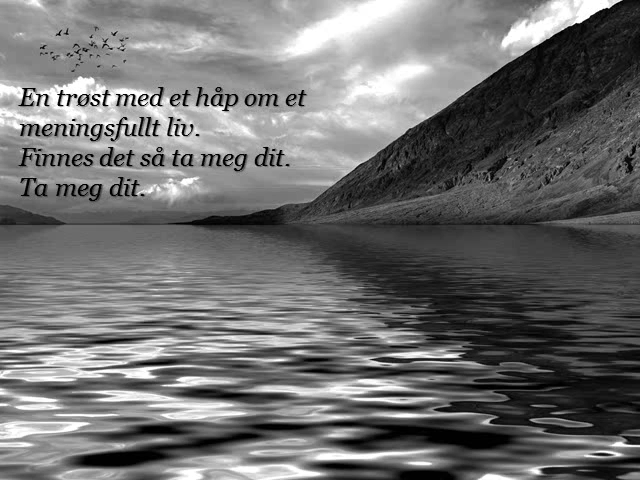 En trøst med et håp om et
meningsfullt liv.
Finnes det så ta meg dit.
Ta meg dit.